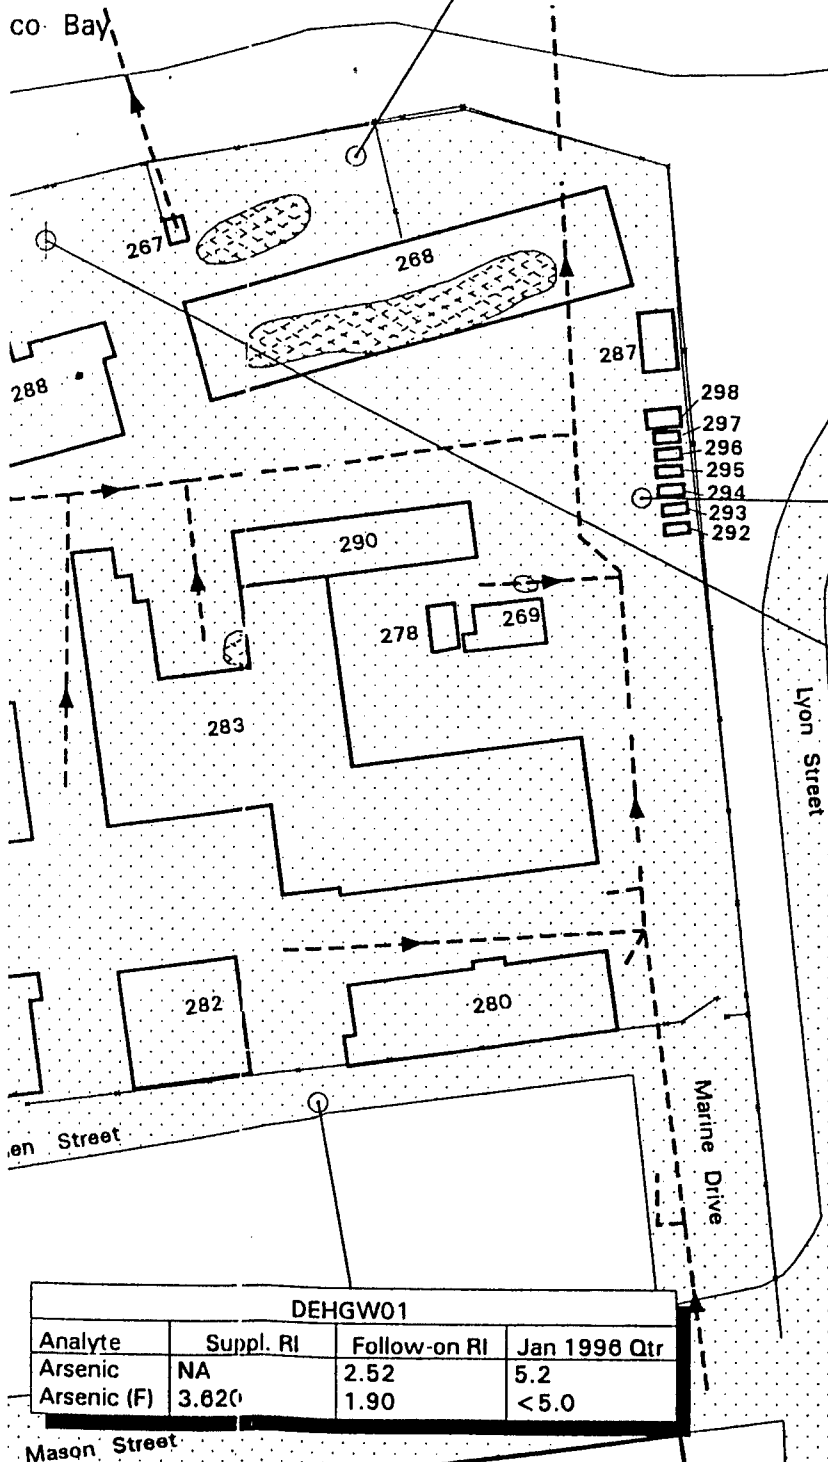 co Bay
267
268
288
287
298
297
296
295
294
293
292
290
278
269
283
Lyon Street
282
280
Marine Drive
en Street
DEHGW01
Analyte Suppl. RI Follow-on RI Jan 1996 Qtr
Arsenic NA 2.52 5.2
Arsenic (F) 3.620 1.90 <5.0
Mason Street